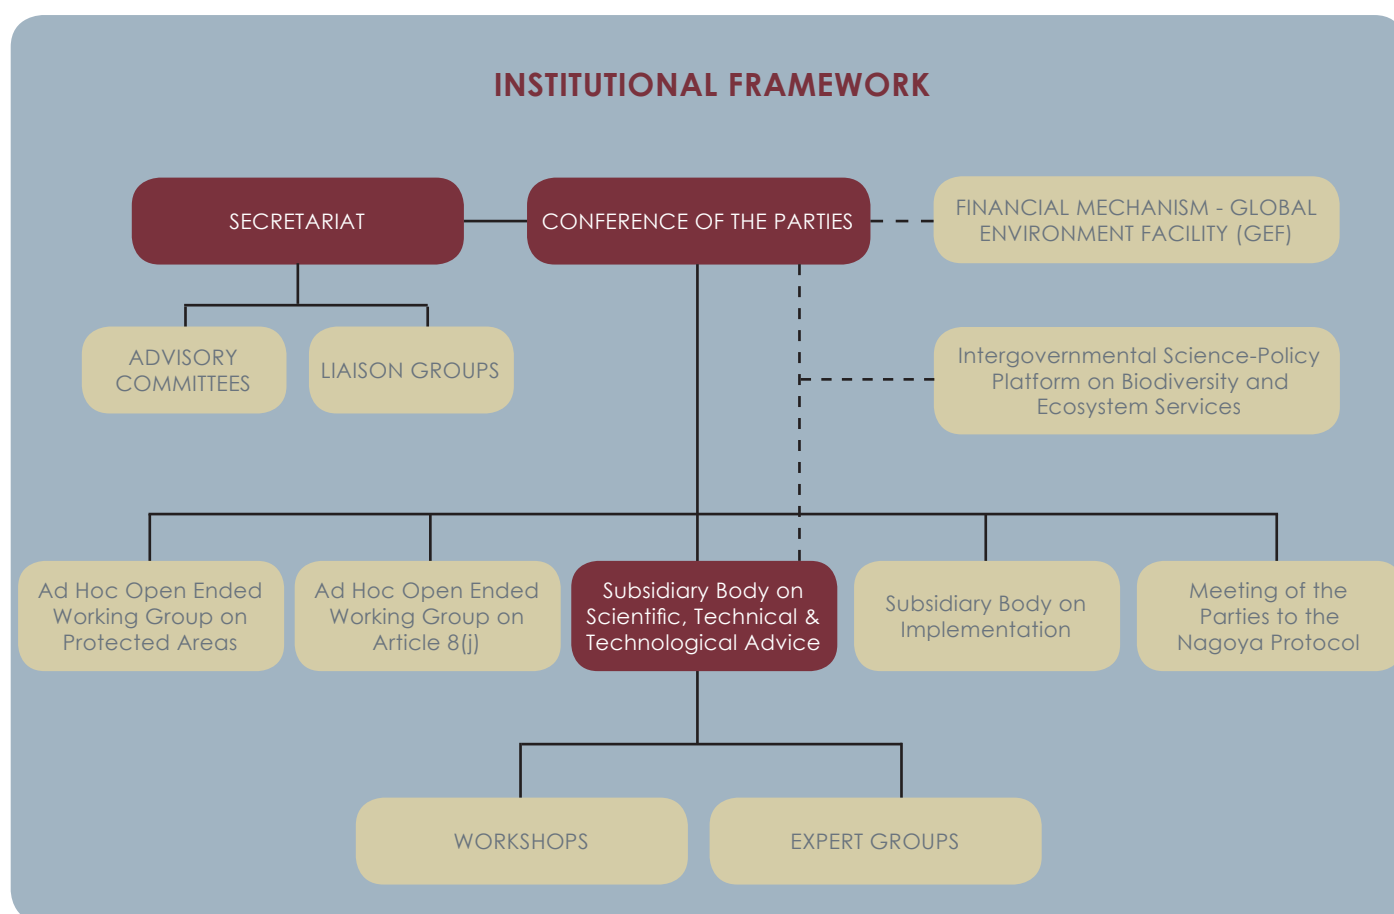 INSTITUTIONAL FRAMEWORK
SECRETARIAT
CONFERENCE OF THE PARTIES
FINANCIAL MECHANISM - GLOBAL
ENVIRONMENT FACILITY (GEF)
ADVISORY
COMMITTEES
LIAISON GROUPS
Intergovernmental Science-Policy
Platform on Biodiversity and
Ecosystem Services
Ad Hoc Open Ended
Working Group on
Protected Areas
Ad Hoc Open Ended
Working Group on
Article 8(j)
Subsidiary Body on
Scientific, Technical &
Technological Advice
Subsidiary Body on
Implementation
Meeting of the
Parties to the
Nagoya Protocol
WORKSHOPS
EXPERT GROUPS